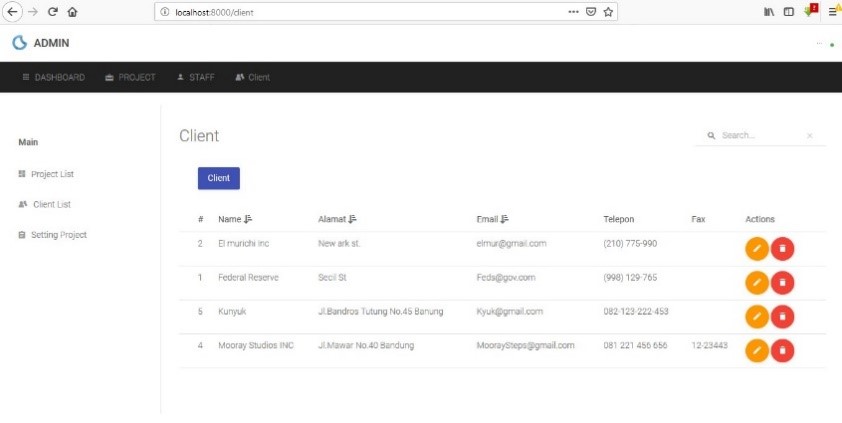 localhost:8000/client
ADMIN
DASHBOARD PROJECT STAFF Client
Main
Project List
Client List
Setting Project
Client
Search...
Client
# Name Alamat Email Telepon Fax Actions
2 El murichi Inc New ark st. elmur@gmail.com (210) 775-990
1 Federal Reserve Secil St Feds@gov.com (998) 129-765
5 Kunyuk Jl.Bandros Tutung No.45 Banung Kyuk@gmail.com 082-123-222-453
4 Mooray Studios INC Jl.Mawar No.40 Bandung MooraySteps@gmail.com 081 221 456 656 12-23443